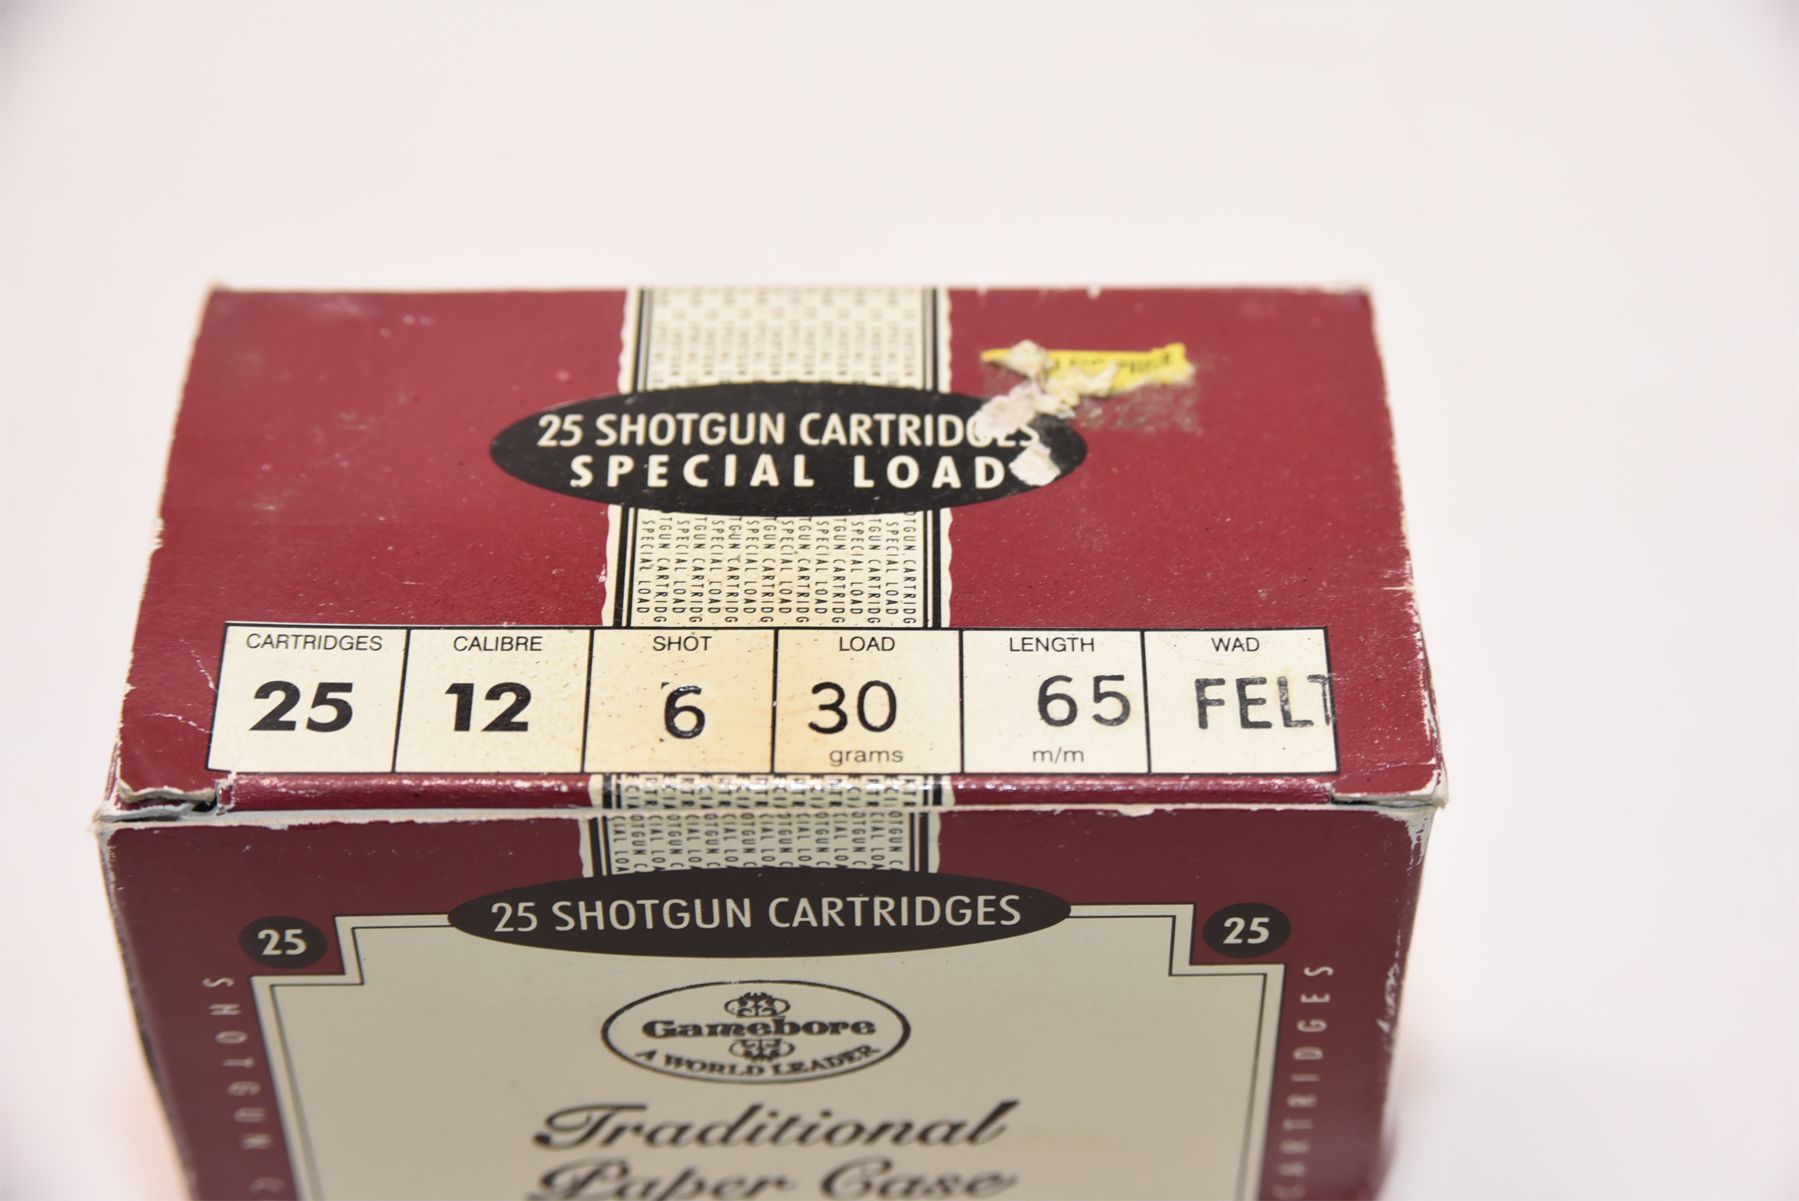 25 SHOTGUN CARTRIDGES
SPECIAL LOAD
CARTRIDGES CALIBRE SHOT LOAD LENGTH WAD
25 12 6 30 65 FELT
grams m/m
25 SHOTGUN CARTRIDGES
25 25
Gamebore
A WORLD LEADER
Traditional
Paper Case
SHOTGUN
CARTRIDGES